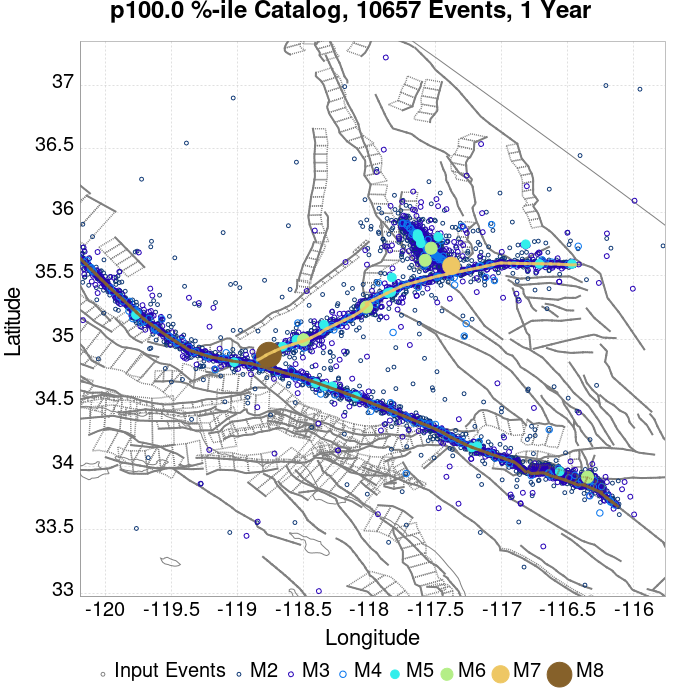 p100.0 %-ile Catalog, 10657 Events, 1 Year
37
36.5
36
35.5
35
34.5
34
33.5
33
Latitude
-120 -119.5 -119 -118.5 -118 -117.5 -117 -116.5 -116
Longitude
Input Events M2 M3 M4 M5 M6 M7 M8